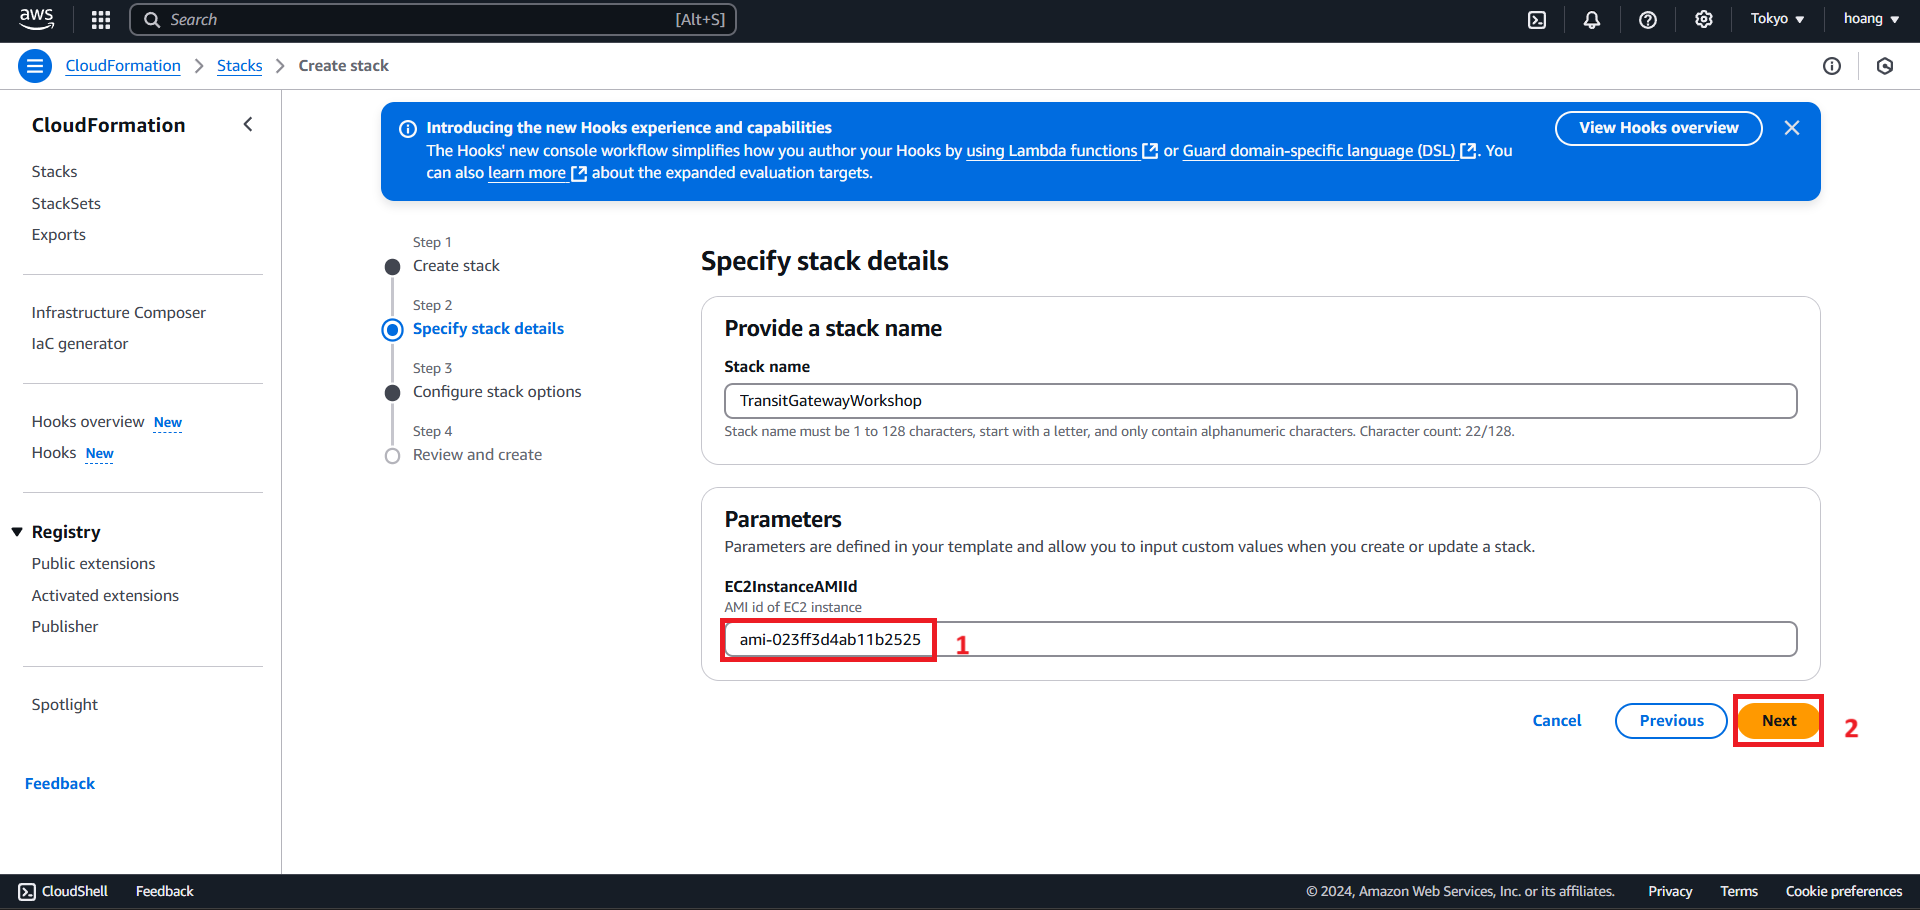 aws
Search
[Alt+S]
Tokyo
hoang
CloudFormation
Stacks
Create stack
CloudFormation
Stacks
StackSets
Exports
Infrastructure Composer
IaC generator
Hooks overview New
Hooks New
Registry
Public extensions
Activated extensions
Publisher
Spotlight
Feedback
Introducing the new Hooks experience and capabilities
The Hooks' new console workflow simplifies how you author your Hooks by using Lambda functions or Guard domain-specific language (DSL). You
can also learn more about the expanded evaluation targets.
View Hooks overview
Step 1
Create stack
Step 2
Specify stack details
Step 3
Configure stack options
Step 4
Review and create
Specify stack details
Provide a stack name
Stack name
TransitGatewayWorkshop
Stack name must be 1 to 128 characters, start with a letter, and only contain alphanumeric characters. Character count: 22/128.
Parameters
Parameters are defined in your template and allow you to input custom values when you create or update a stack.
EC2InstanceAMIId
AMI id of EC2 instance
ami-023ff3d4ab11b2525
1
Cancel
Previous
Next
2
CloudShell
Feedback
© 2024, Amazon Web Services, Inc. or its affiliates.
Privacy
Terms
Cookie preferences